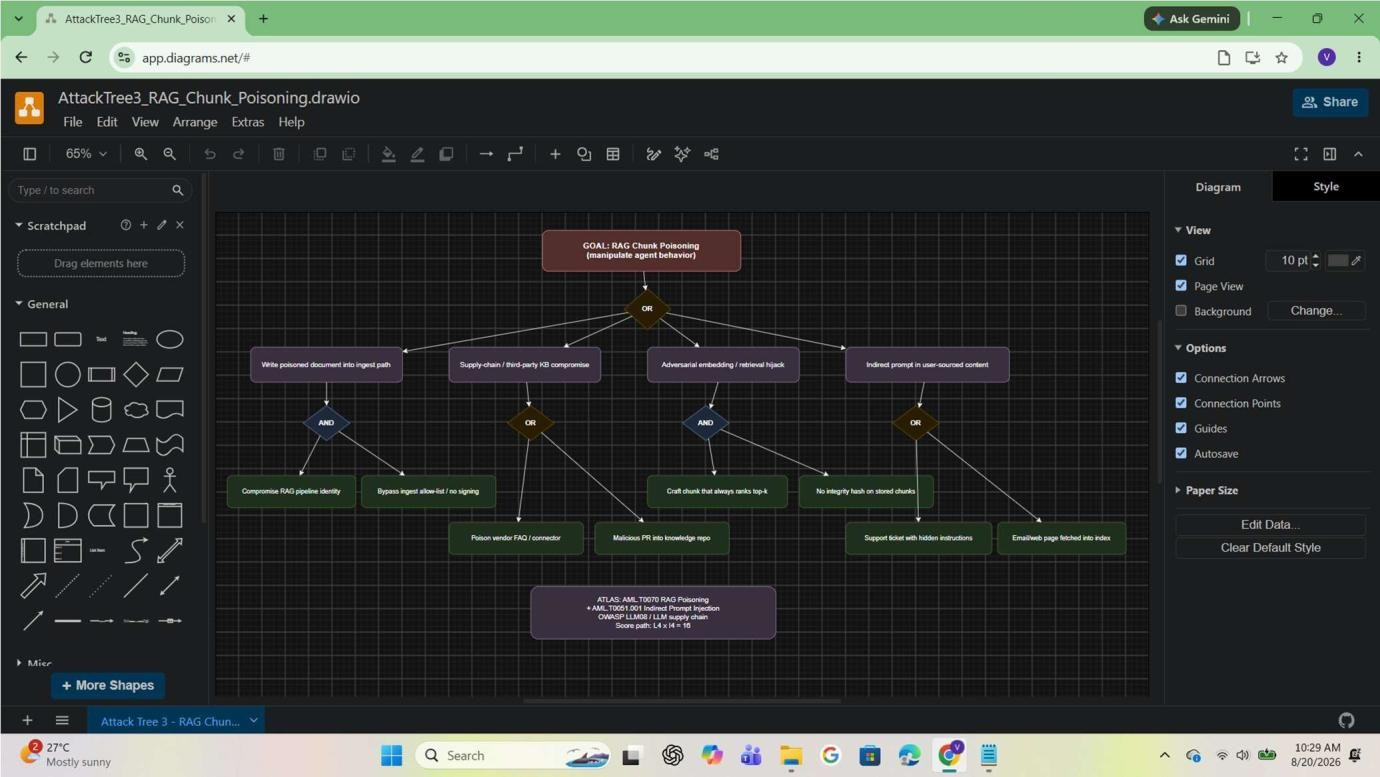 AttackTree3_RAG_Chunk_Poison
Ask Gemini
app.diagrams.net/#
V
AttackTree3_RAG_Chunk_Poisoning.drawio
Share
File Edit View Arrange Extras Help
65%
Type / to search
Scratchpad
Drag elements here
General
Text
Heading
List Item
Misc
+ More Shapes
GOAL: RAG Chunk Poisoning
(manipulate agent behavior)
OR
Write poisoned document into ingest path
Supply-chain / third-party KB compromise
Adversarial embedding / retrieval hijack
Indirect prompt in user-sourced content
AND
OR
AND
OR
Compromise RAG pipeline identity
Bypass ingest allow-list / no signing
Craft chunk that always ranks top-k
No integrity hash on stored chunks
Poison vendor FAQ / connector
Malicious PR into knowledge repo
Support ticket with hidden instructions
Email/web page fetched into index
ATLAS: AML.T0070 RAG Poisoning
+ AML.T0051.001 Indirect Prompt Injection
OWASP LLM08 / LLM supply chain
Score path: L4 x I4 = 16
Diagram
Style
View
Grid
10 pt
Page View
Background
Change...
Options
Connection Arrows
Connection Points
Guides
Autosave
Paper Size
Edit Data...
Clear Default Style
Attack Tree 3 - RAG Chun...
2
27°C
Mostly sunny
Search
V
10:29 AM
8/20/2026